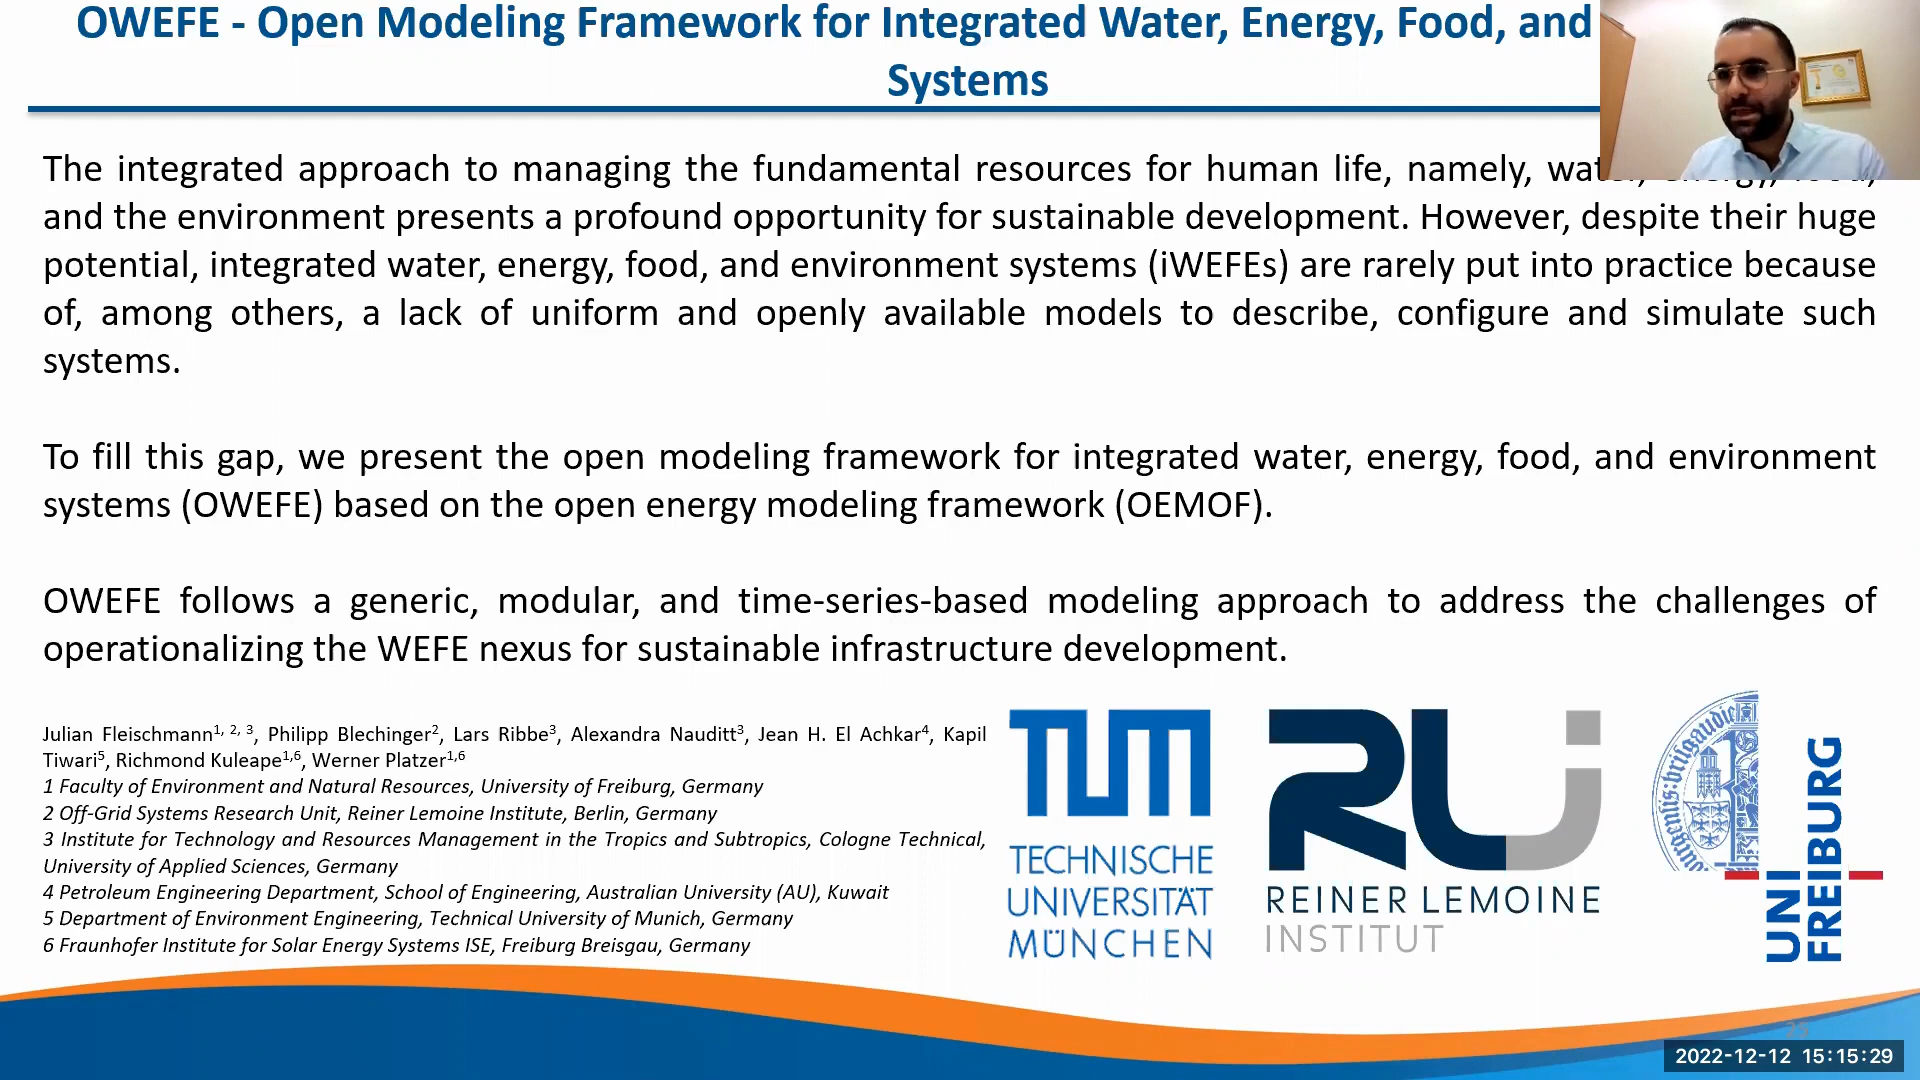 OWEFE - Open Modeling Framework for Integrated Water, Energy, Food, and
Systems
The integrated approach to managing the fundamental resources for human life, namely, water, energy, food,
and the environment presents a profound opportunity for sustainable development. However, despite their huge
potential, integrated water, energy, food, and environment systems (iWEFEs) are rarely put into practice because
of, among others, a lack of uniform and openly available models to describe, configure and simulate such
systems.
To fill this gap, we present the open modeling framework for integrated water, energy, food, and environment
systems (OWEFE) based on the open energy modeling framework (OEMOF).
OWEFE follows a generic, modular, and time-series-based modeling approach to address the challenges of
operationalizing the WEFE nexus for sustainable infrastructure development.
Julian Fleischmann1, 2, 3, Philipp Blechinger2, Lars Ribbe3, Alexandra Nauditt3, Jean H. El Achkar4, Kapil
Tiwari5, Richmond Kuleape1,6, Werner Platzer1,6
1 Faculty of Environment and Natural Resources, University of Freiburg, Germany
2 Off-Grid Systems Research Unit, Reiner Lemoine Institute, Berlin, Germany
3 Institute for Technology and Resources Management in the Tropics and Subtropics, Cologne Technical,
University of Applied Sciences, Germany
4 Petroleum Engineering Department, School of Engineering, Australian University (AU), Kuwait
5 Department of Environment Engineering, Technical University of Munich, Germany
6 Fraunhofer Institute for Solar Energy Systems ISE, Freiburg Breisgau, Germany
TUM
TECHNISCHE
UNIVERSITÄT
MÜNCHEN
RLI
REINER LEMOINE
INSTITUT
UNI
FREIBURG
2022-12-12 15:15:29